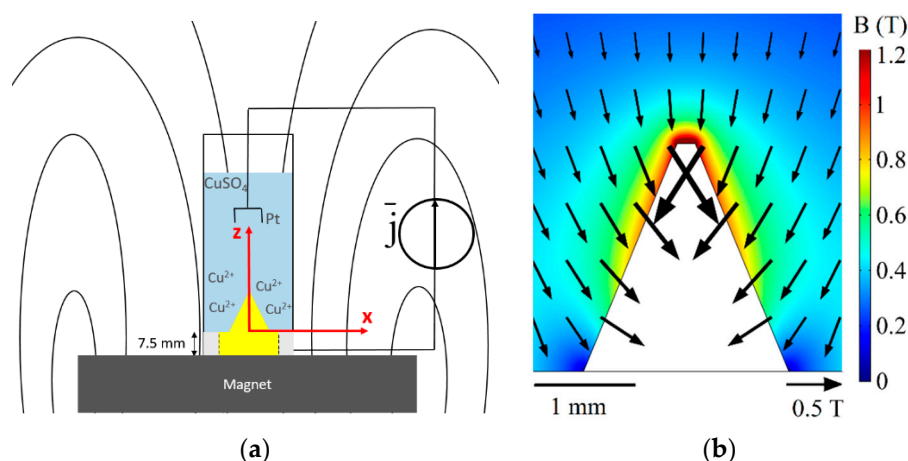 CuSO4
Pt
z
j̄
Cu2+
Cu2+
Cu2+
Cu2+
x
7.5 mm
Magnet
(a)
B (T)
1.2
1
0.8
0.6
0.4
0.2
0
1 mm
0.5 T
(b)